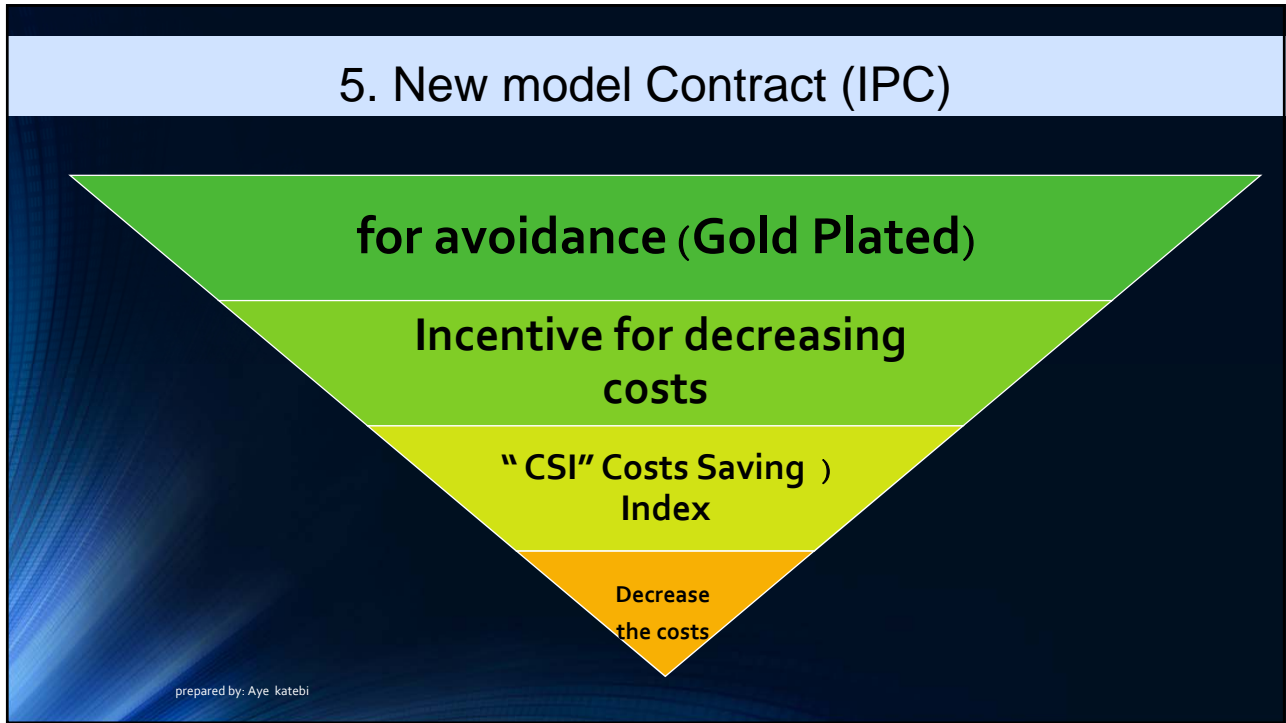 5. New model Contract (IPC)
for avoidance (Gold Plated)
Incentive for decreasing
costs
“ CSI” Costs Saving )
Index
Decrease
the costs
prepared by: Aye katebi